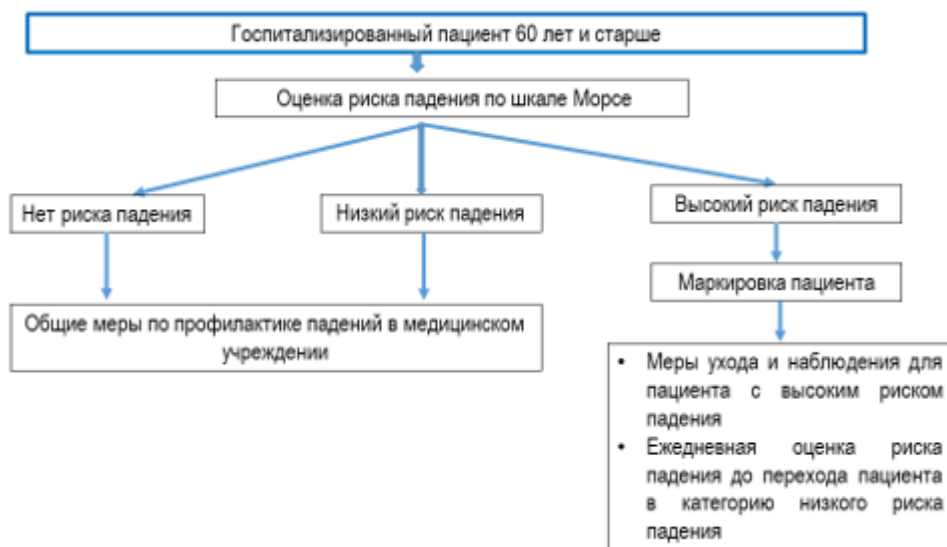 Госпитализированный пациент 60 лет и старше
Оценка риска падения по шкале Морсе
Нет риска падения
Низкий риск падения
Высокий риск падения
Маркировка пациента
Общие меры по профилактике падений в медицинском
учреждении
• Меры ухода и наблюдения для
пациента с высоким риском
падения
• Ежедневная оценка риска
падения до перехода пациента
в категорию низкого риска
падения